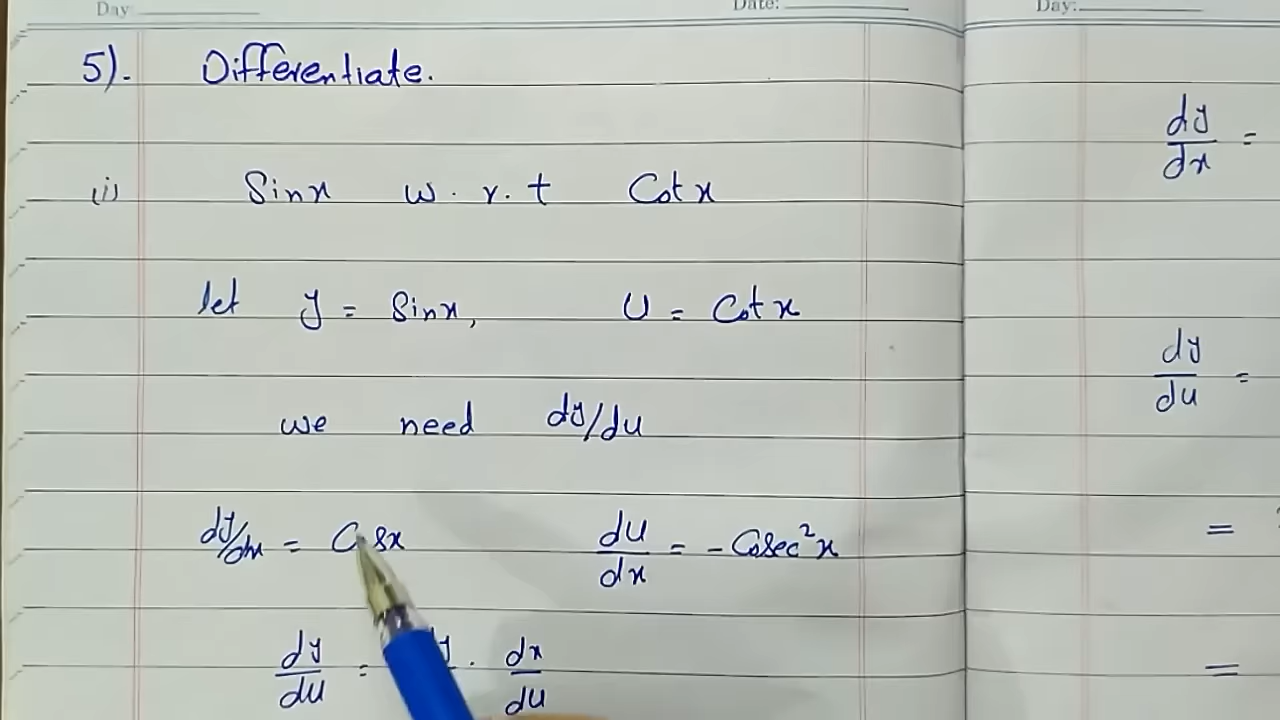 Day
Date:
5). Differentiate.
(i) Sinx w.r.t Cotx
let y = Sinx, U = Cotx
we need dy/du
dy/dx = Cosx du/dx = -Cosec²x
dy/du = . dx/du
Day:
dy/dx =
dy/du =
=
=